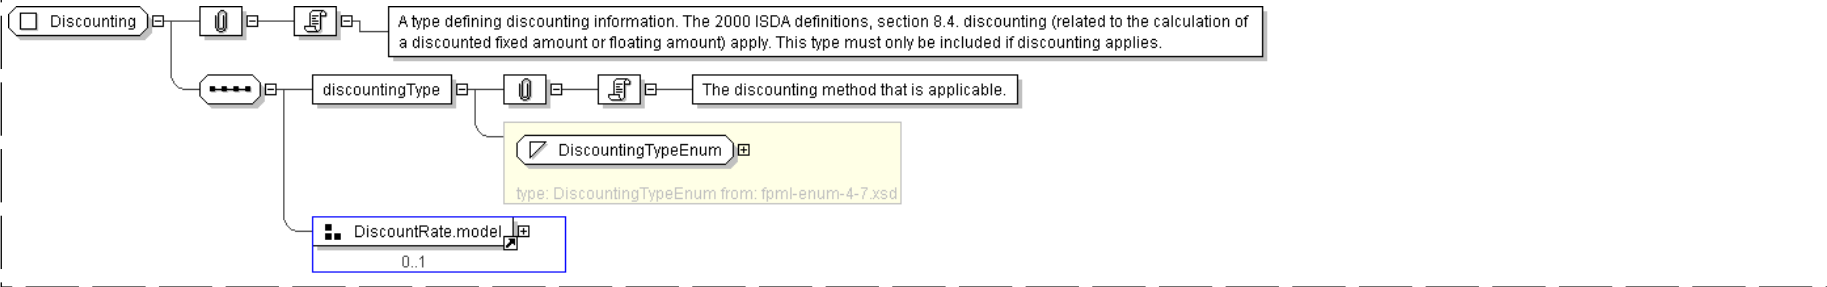 Discounting
A type defining discounting information. The 2000 ISDA definitions, section 8.4. discounting (related to the calculation of
a discounted fixed amount or floating amount) apply. This type must only be included if discounting applies.
discountingType
The discounting method that is applicable.
DiscountingTypeEnum
type: DiscountingTypeEnum from: fpml-enum-4-7.xsd
DiscountRate.model
0..1